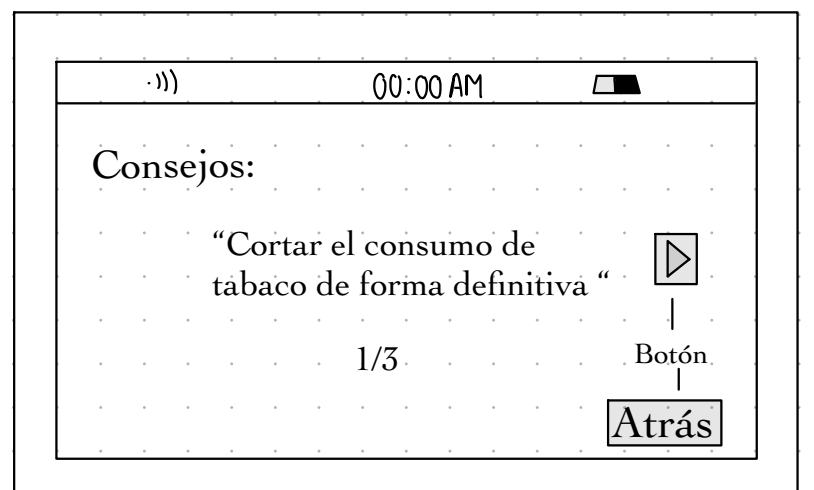 00:00 AM
Consejos:
“Cortar el consumo de
tabaco de forma definitiva “
1/3
Botón
Atrás